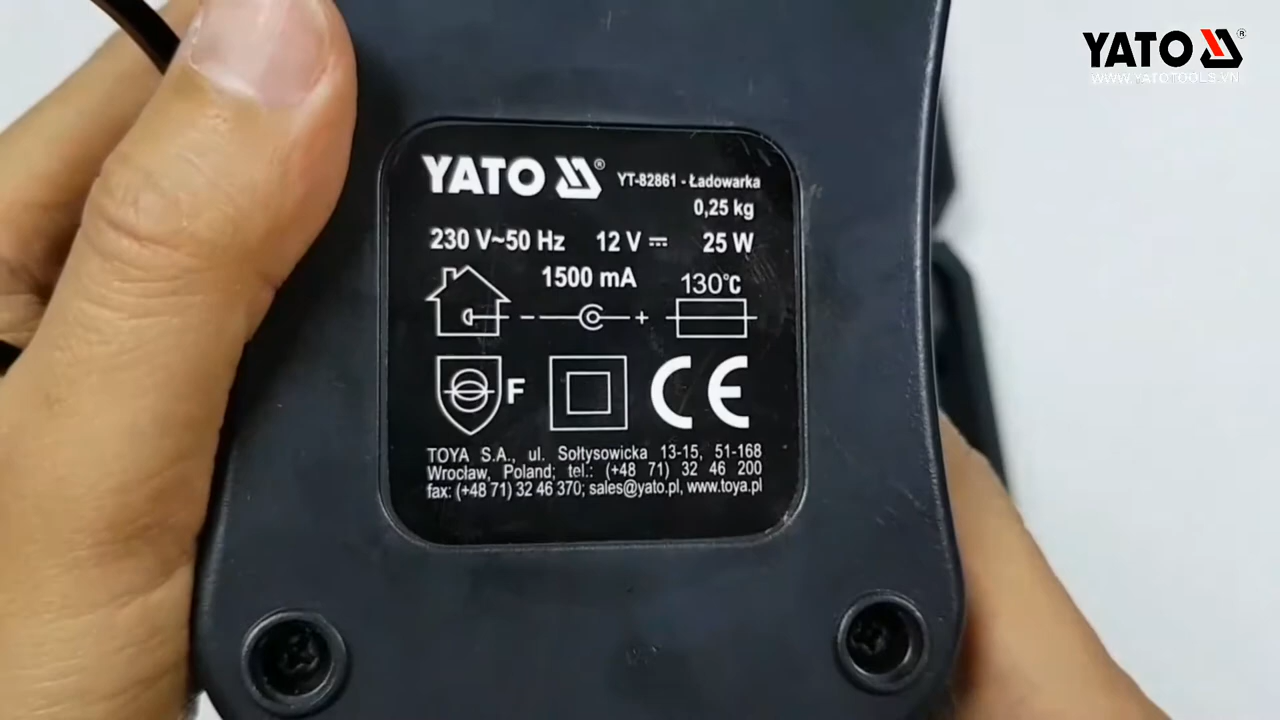 YATO®
WWW.YATOTOOLS.VN
YATO® YT-82861 - Ładowarka
0,25 kg
230 V~50 Hz 12 V ⎓ 25 W
1500 mA 130°C
- +
F CE
TOYA S.A., ul. Sołtysowicka 13-15, 51-168
Wrocław, Poland; tel.: (+48 71) 32 46 200
fax: (+48 71) 32 46 370; sales@yato.pl, www.toya.pl